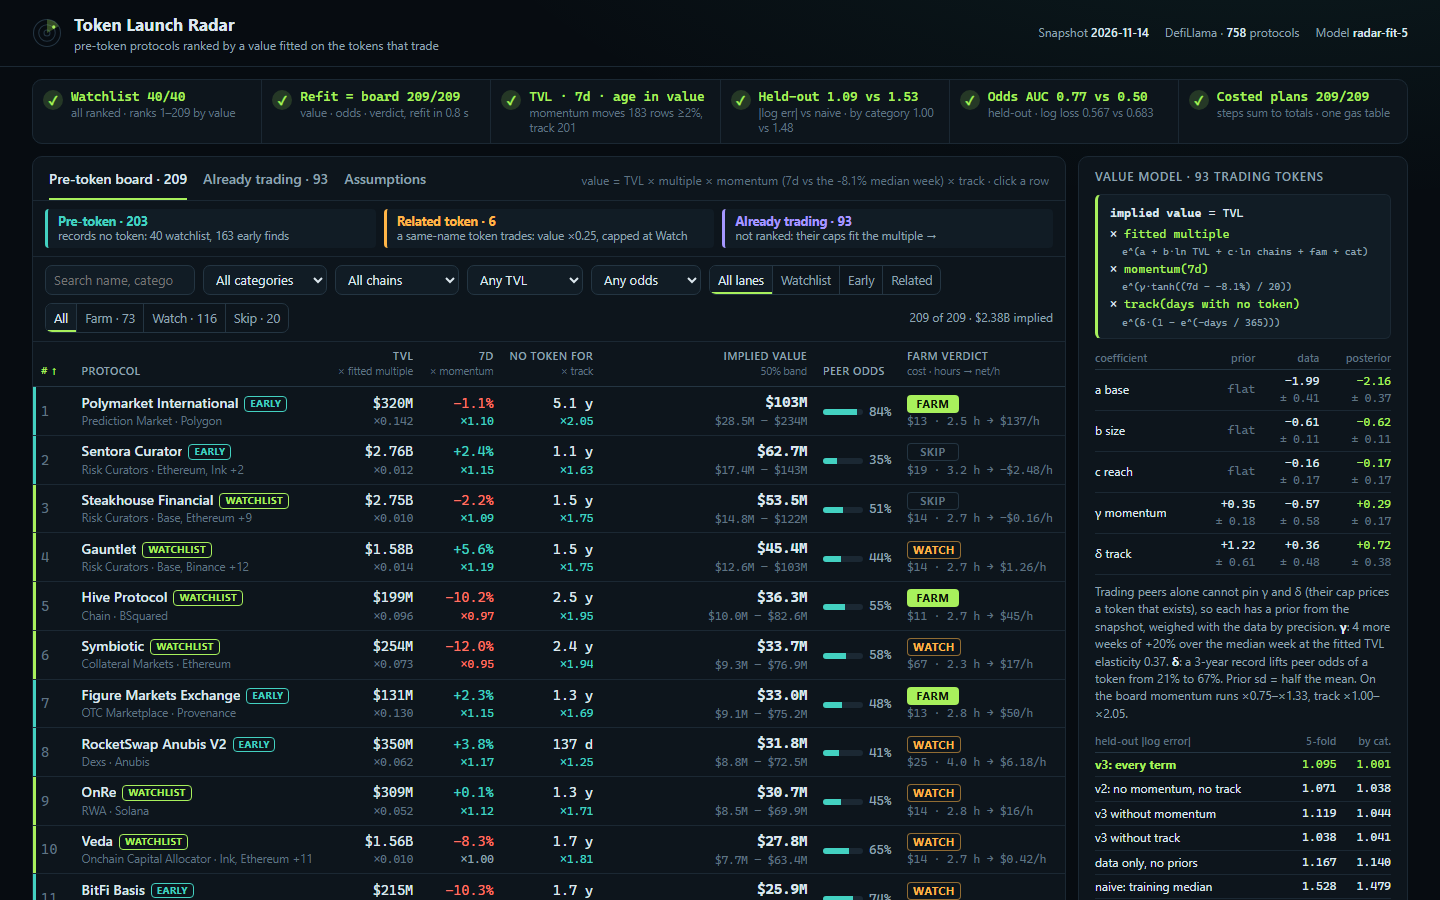 Token Launch Radar
pre-token protocols ranked by a value fitted on the tokens that trade
Snapshot 2026-11-14 DefiLlama · 758 protocols Model radar-fit-5
Watchlist 40/40
all ranked · ranks 1–209 by value
Refit = board 209/209
value · odds · verdict, refit in 0.8 s
TVL · 7d · age in value
momentum moves 183 rows ≥2%,
track 201
Held-out 1.09 vs 1.53
|log err| vs naive · by category 1.00
vs 1.48
Odds AUC 0.77 vs 0.50
held-out · log loss 0.567 vs 0.683
Costed plans 209/209
steps sum to totals · one gas table
Pre-token board · 209 Already trading · 93 Assumptions
value = TVL × multiple × momentum (7d vs the -8.1% median week) × track · click a row
Pre-token · 203
records no token: 40 watchlist, 163 early finds
Related token · 6
a same-name token trades: value ×0.25, capped at Watch
Already trading · 93
not ranked: their caps fit the multiple →
Search name, catego All categories All chains Any TVL Any odds All lanes Watchlist Early Related
All Farm · 73 Watch · 116 Skip · 20
209 of 209 · $2.38B implied
# ↑ PROTOCOL TVL 7D NO TOKEN FOR IMPLIED VALUE PEER ODDS FARM VERDICT
× fitted multiple × momentum × track 50% band cost · hours → net/h
1 Polymarket International EARLY $320M −1.1% 5.1 y $103M 84% FARM
Prediction Market · Polygon ×0.142 ×1.10 ×2.05 $28.5M – $234M $13 · 2.5 h → $137/h
2 Sentora Curator EARLY $2.76B +2.4% 1.1 y $62.7M 35% SKIP
Risk Curators · Ethereum, Ink +2 ×0.012 ×1.15 ×1.63 $17.4M – $143M $19 · 3.2 h → −$2.48/h
3 Steakhouse Financial WATCHLIST $2.75B −2.2% 1.5 y $53.5M 51% SKIP
Risk Curators · Base, Ethereum +9 ×0.010 ×1.09 ×1.75 $14.8M – $122M $14 · 2.7 h → −$0.16/h
4 Gauntlet WATCHLIST $1.58B +5.6% 1.5 y $45.4M 44% WATCH
Risk Curators · Base, Binance +12 ×0.014 ×1.19 ×1.75 $12.6M – $103M $14 · 2.7 h → $1.26/h
5 Hive Protocol WATCHLIST $199M −10.2% 2.5 y $36.3M 55% FARM
Chain · BSquared ×0.096 ×0.97 ×1.95 $10.0M – $82.6M $11 · 2.7 h → $45/h
6 Symbiotic WATCHLIST $254M −12.0% 2.4 y $33.7M 58% WATCH
Collateral Markets · Ethereum ×0.073 ×0.95 ×1.94 $9.3M – $76.9M $67 · 2.3 h → $17/h
7 Figure Markets Exchange EARLY $131M +2.3% 1.3 y $33.0M 48% FARM
OTC Marketplace · Provenance ×0.130 ×1.15 ×1.69 $9.1M – $75.2M $13 · 2.8 h → $50/h
8 RocketSwap Anubis V2 EARLY $350M +3.8% 137 d $31.8M 41% WATCH
Dexs · Anubis ×0.062 ×1.17 ×1.25 $8.8M – $72.5M $25 · 4.0 h → $6.18/h
9 OnRe WATCHLIST $309M +0.1% 1.3 y $30.7M 45% WATCH
RWA · Solana ×0.052 ×1.12 ×1.71 $8.5M – $69.9M $14 · 2.8 h → $16/h
10 Veda WATCHLIST $1.56B −8.3% 1.7 y $27.8M 65% WATCH
Onchain Capital Allocator · Ink, Ethereum +11 ×0.010 ×1.00 ×1.81 $7.7M – $63.4M $14 · 2.7 h → $0.42/h
11 BitFi Basis EARLY $215M −10.3% 1.7 y $25.9M 74% WATCH
VALUE MODEL · 93 TRADING TOKENS
implied value = TVL
× fitted multiple
e^(a + b·ln TVL + c·ln chains + fam + cat)
× momentum(7d)
e^(γ·tanh((7d − −8.1%) / 20))
× track(days with no token)
e^(δ·(1 − e^(−days / 365)))
coefficient prior data posterior
a base flat −1.99 −2.16
± 0.41 ± 0.37
b size flat −0.61 −0.62
± 0.11 ± 0.11
c reach flat −0.16 −0.17
± 0.17 ± 0.17
γ momentum +0.35 −0.57 +0.29
± 0.18 ± 0.58 ± 0.17
δ track +1.22 +0.36 +0.72
± 0.61 ± 0.48 ± 0.38
Trading peers alone cannot pin γ and δ (their cap prices
a token that exists), so each has a prior from the
snapshot, weighed with the data by precision. γ: 4 more
weeks of +20% over the median week at the fitted TVL
elasticity 0.37. δ: a 3-year record lifts peer odds of a
token from 21% to 67%. Prior sd = half the mean. On
the board momentum runs ×0.75–×1.33, track ×1.00–
×2.05.
held-out |log error| 5-fold by cat.
v3: every term 1.095 1.001
v2: no momentum, no track 1.071 1.038
v3 without momentum 1.119 1.044
v3 without track 1.038 1.041
data only, no priors 1.167 1.140
naive: training median 1.528 1.479